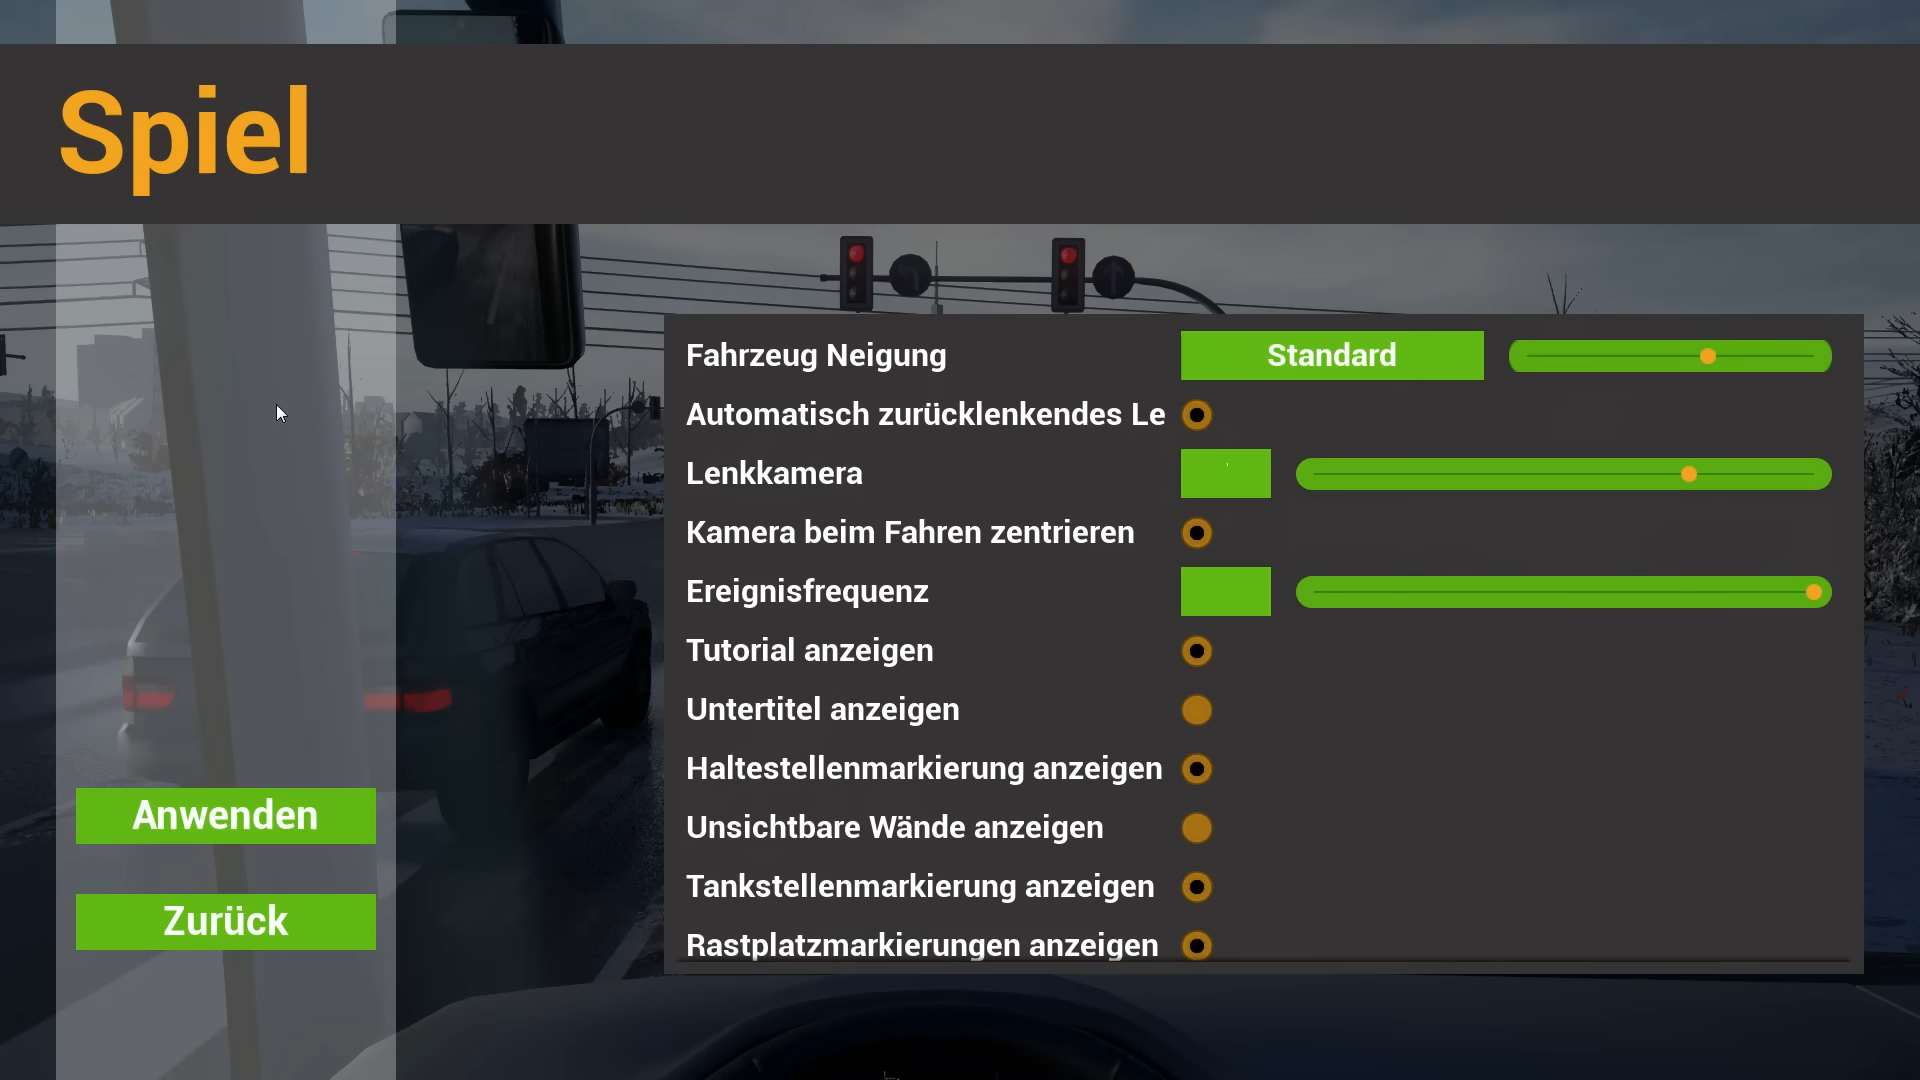 Spiel
Fahrzeug Neigung
Standard
Automatisch zurücklenkendes Le
Lenkkamera
Kamera beim Fahren zentrieren
Ereignisfrequenz
Tutorial anzeigen
Untertitel anzeigen
Haltestellenmarkierung anzeigen
Unsichtbare Wände anzeigen
Tankstellenmarkierung anzeigen
Rastplatzmarkierungen anzeigen
Anwenden
Zurück